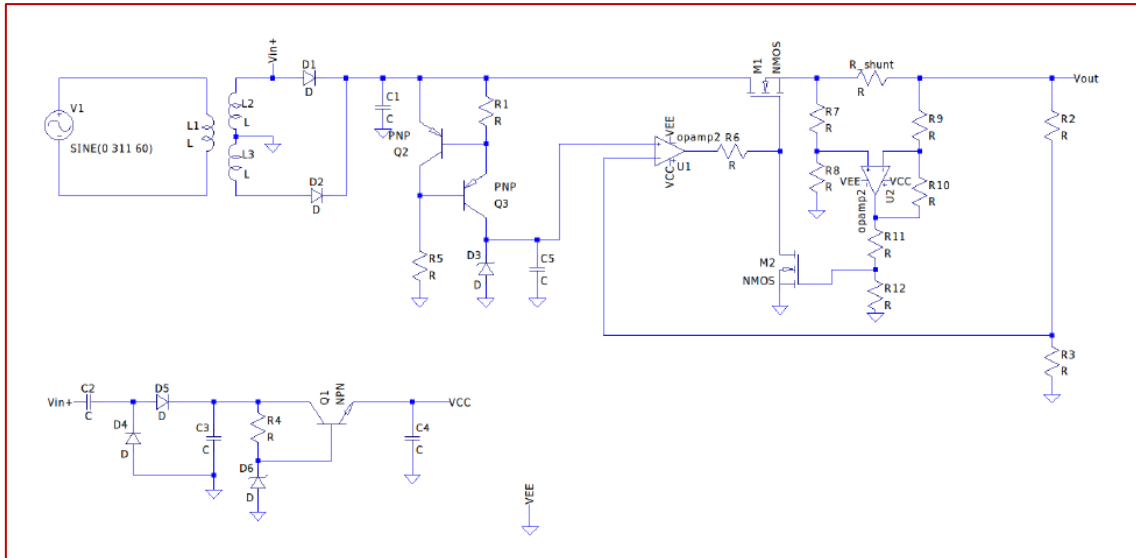 Vin+
D1
D
V1
SINE(0 311 60)
L1
L
L2
L
L3
L
D2
D
C1
C
PNP
Q2
R1
R
PNP
Q3
R5
R
D3
D
C5
C
VEE
opamp2
VCC
U1
R6
R
M1
NMOS
R_shunt
R
Vout
R7
R
R8
R
R9
R
R10
R
VEE
VCC
U2
opamp2
R11
R
R12
R
M2
NMOS
R2
R
R3
R
Vin+
C2
C
D5
D
D4
D
C3
C
R4
R
D6
D
Q1
NPN
VCC
C4
C
VEE